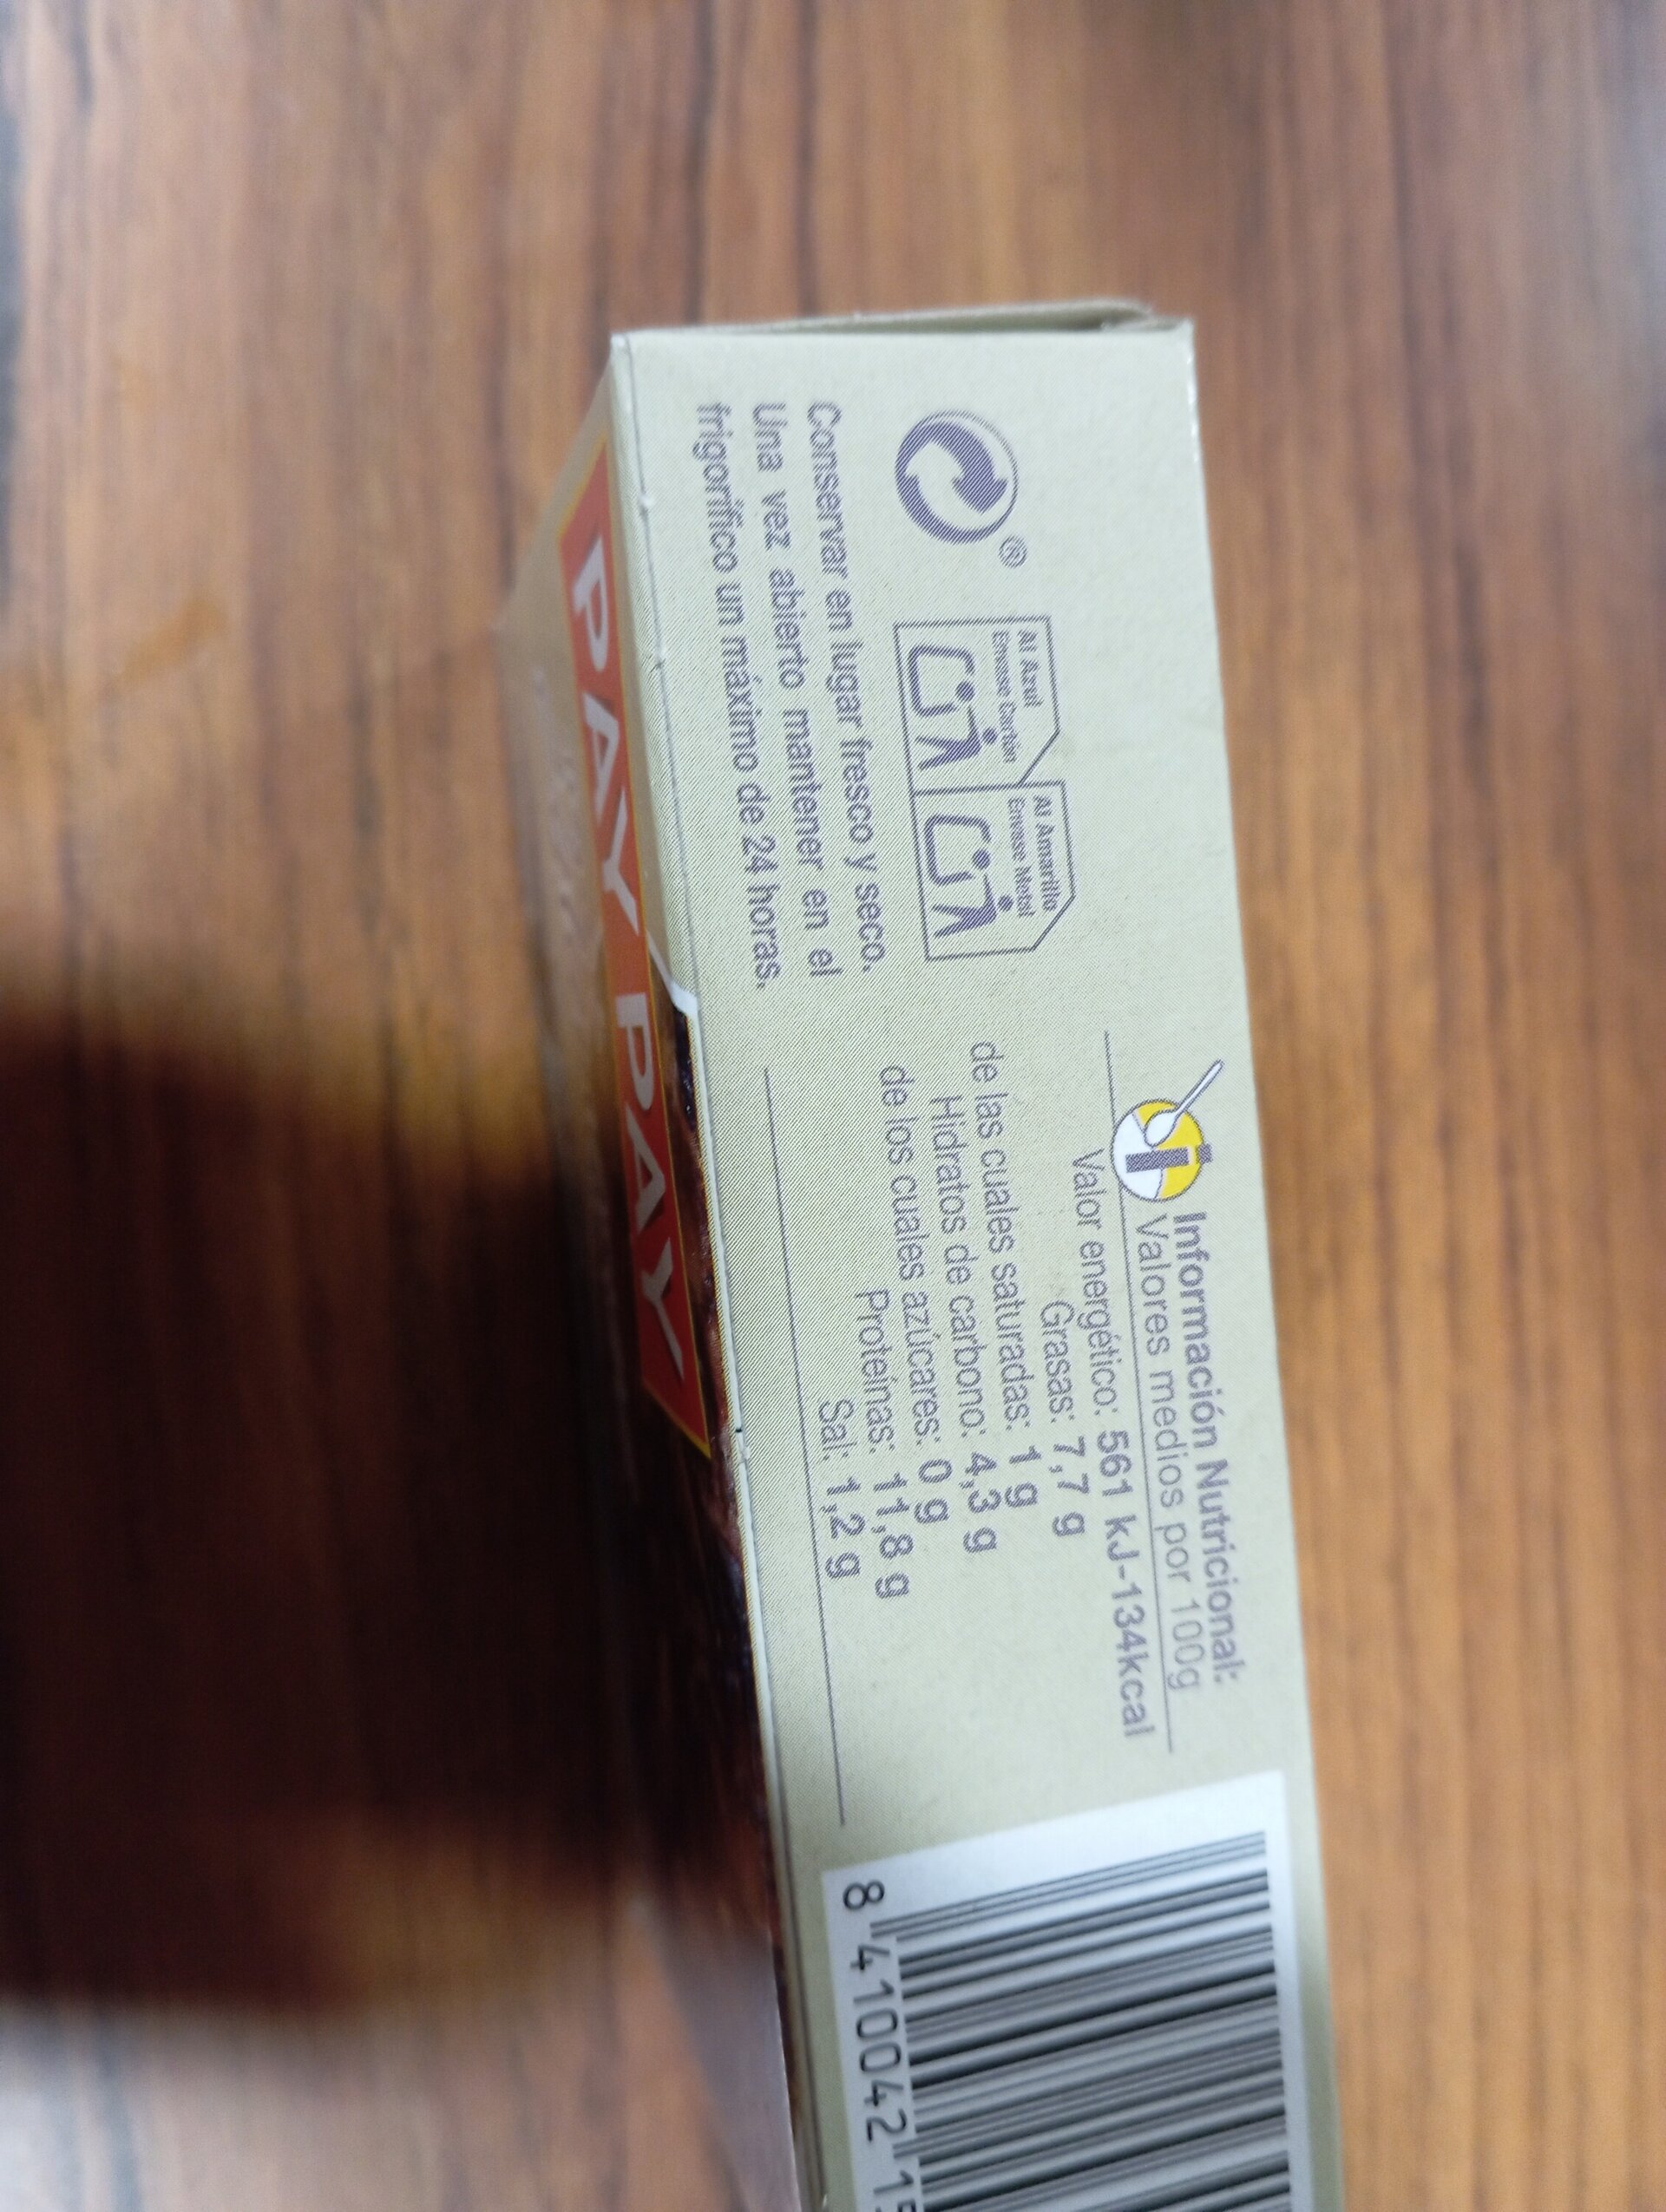 ®
Al Azul
Envase Cartón
Al Amarillo
Envase Metal
Conservar en lugar fresco y seco.
Una vez abierto mantener en el
frigorífico un máximo de 24 horas.
Información Nutricional:
Valores medios por 100g
Valor energético: 561 kJ-134kcal
Grasas: 7,7 g
de las cuales saturadas: 1 g
Hidratos de carbono: 4,3 g
de los cuales azúcares: 0 g
Proteínas: 11,8 g
Sal: 1,2 g
8 410042 1
PAY PAY